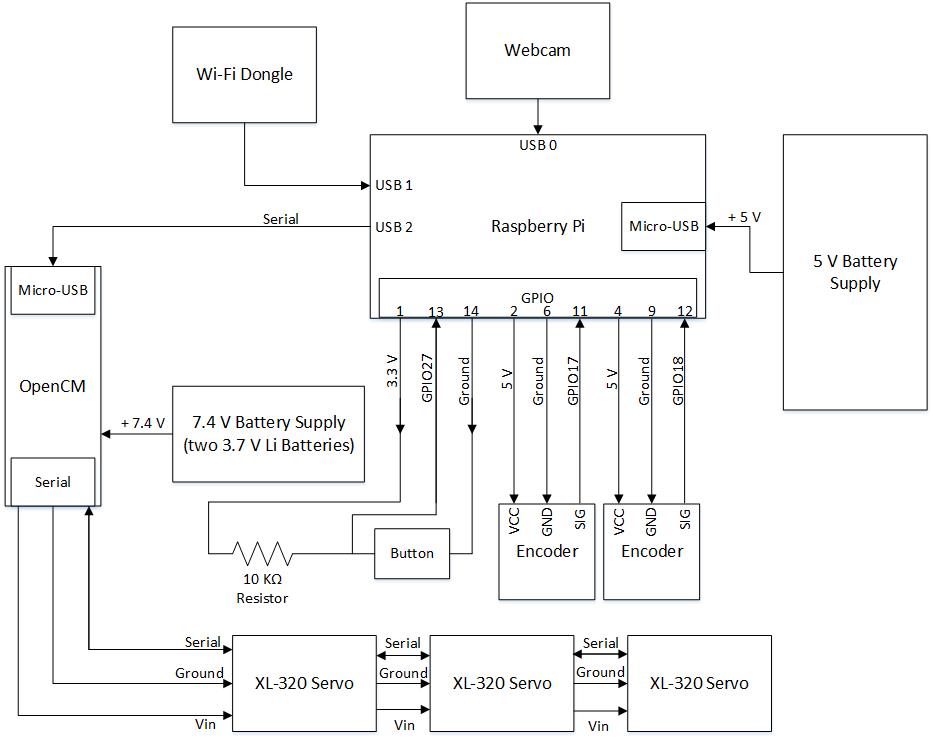 Webcam
Wi-Fi Dongle
USB 0
USB 1
Serial
USB 2
Raspberry Pi
Micro-USB
+ 5 V
5 V Battery
Supply
Micro-USB
GPIO
1
13
14
2
6
11
4
9
12
3.3 V
GPIO27
Ground
5 V
Ground
GPIO17
5 V
Ground
GPIO18
OpenCM
+ 7.4 V
7.4 V Battery Supply
(two 3.7 V Li Batteries)
Serial
VCC
GND
SIG
Encoder
VCC
GND
SIG
Encoder
Button
10 KΩ
Resistor
Serial
Ground
Vin
XL-320 Servo
Serial
Ground
Vin
XL-320 Servo
Serial
Ground
Vin
XL-320 Servo